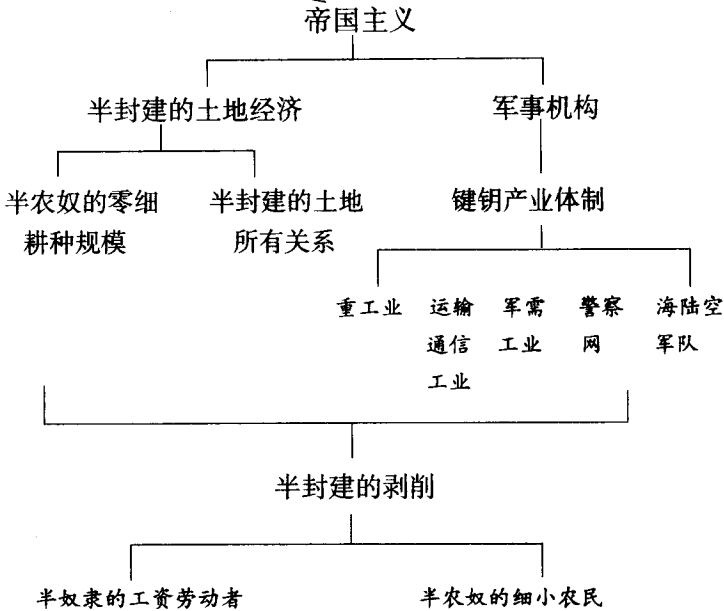 帝国主义
半封建的土地经济
军事机构
半农奴的零细
耕种规模
半封建的土地
所有关系
键钥产业体制
重工业
运输
通信
工业
军需
工业
警察
网
海陆空
军队
半封建的剥削
半奴隶的工资劳动者
半农奴的细小农民